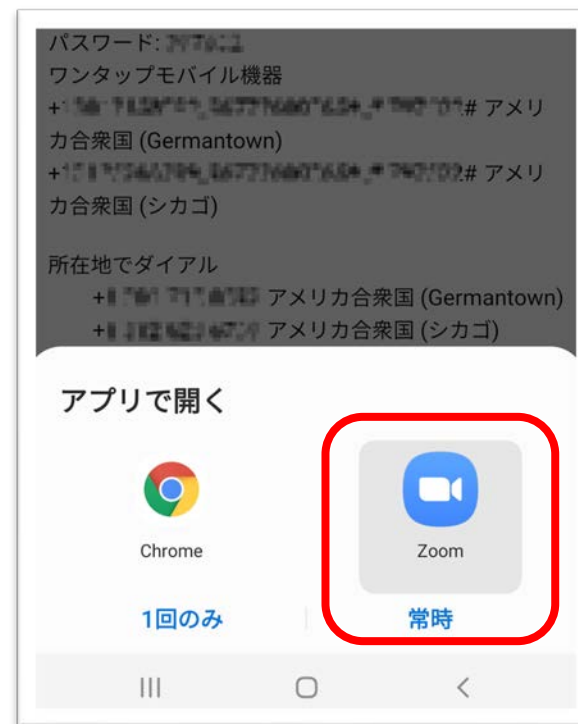 パスワード:
ワンタップモバイル機器
+ # アメリ
カ合衆国 (Germantown)
+ # アメリ
カ合衆国 (シカゴ)
所在地でダイアル
+ アメリカ合衆国 (Germantown)
+ アメリカ合衆国 (シカゴ)
アプリで開く
Chrome
Zoom
1回のみ
常時